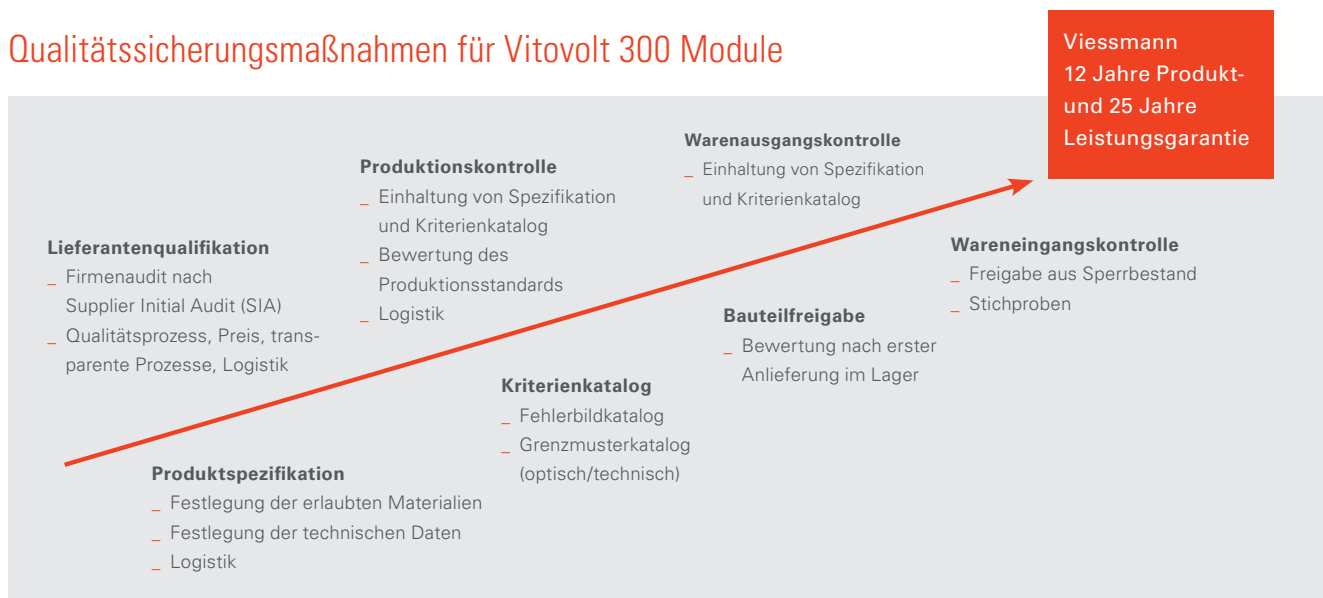 Qualitätssicherungsmaßnahmen für Vitovolt 300 Module
Viessmann
12 Jahre Produkt-
und 25 Jahre
Leistungsgarantie
Lieferantenqualifikation
_ Firmenaudit nach
Supplier Initial Audit (SIA)
_ Qualitätsprozess, Preis, trans-
parente Prozesse, Logistik
Produktspezifikation
_ Festlegung der erlaubten Materialien
_ Festlegung der technischen Daten
_ Logistik
Produktionskontrolle
_ Einhaltung von Spezifikation
und Kriterienkatalog
_ Bewertung des
Produktionsstandards
_ Logistik
Kriterienkatalog
_ Fehlerbildkatalog
_ Grenzmusterkatalog
(optisch/technisch)
Warenausgangskontrolle
_ Einhaltung von Spezifikation
und Kriterienkatalog
Bauteilfreigabe
_ Bewertung nach erster
Anlieferung im Lager
Wareneingangskontrolle
_ Freigabe aus Sperrbestand
_ Stichproben